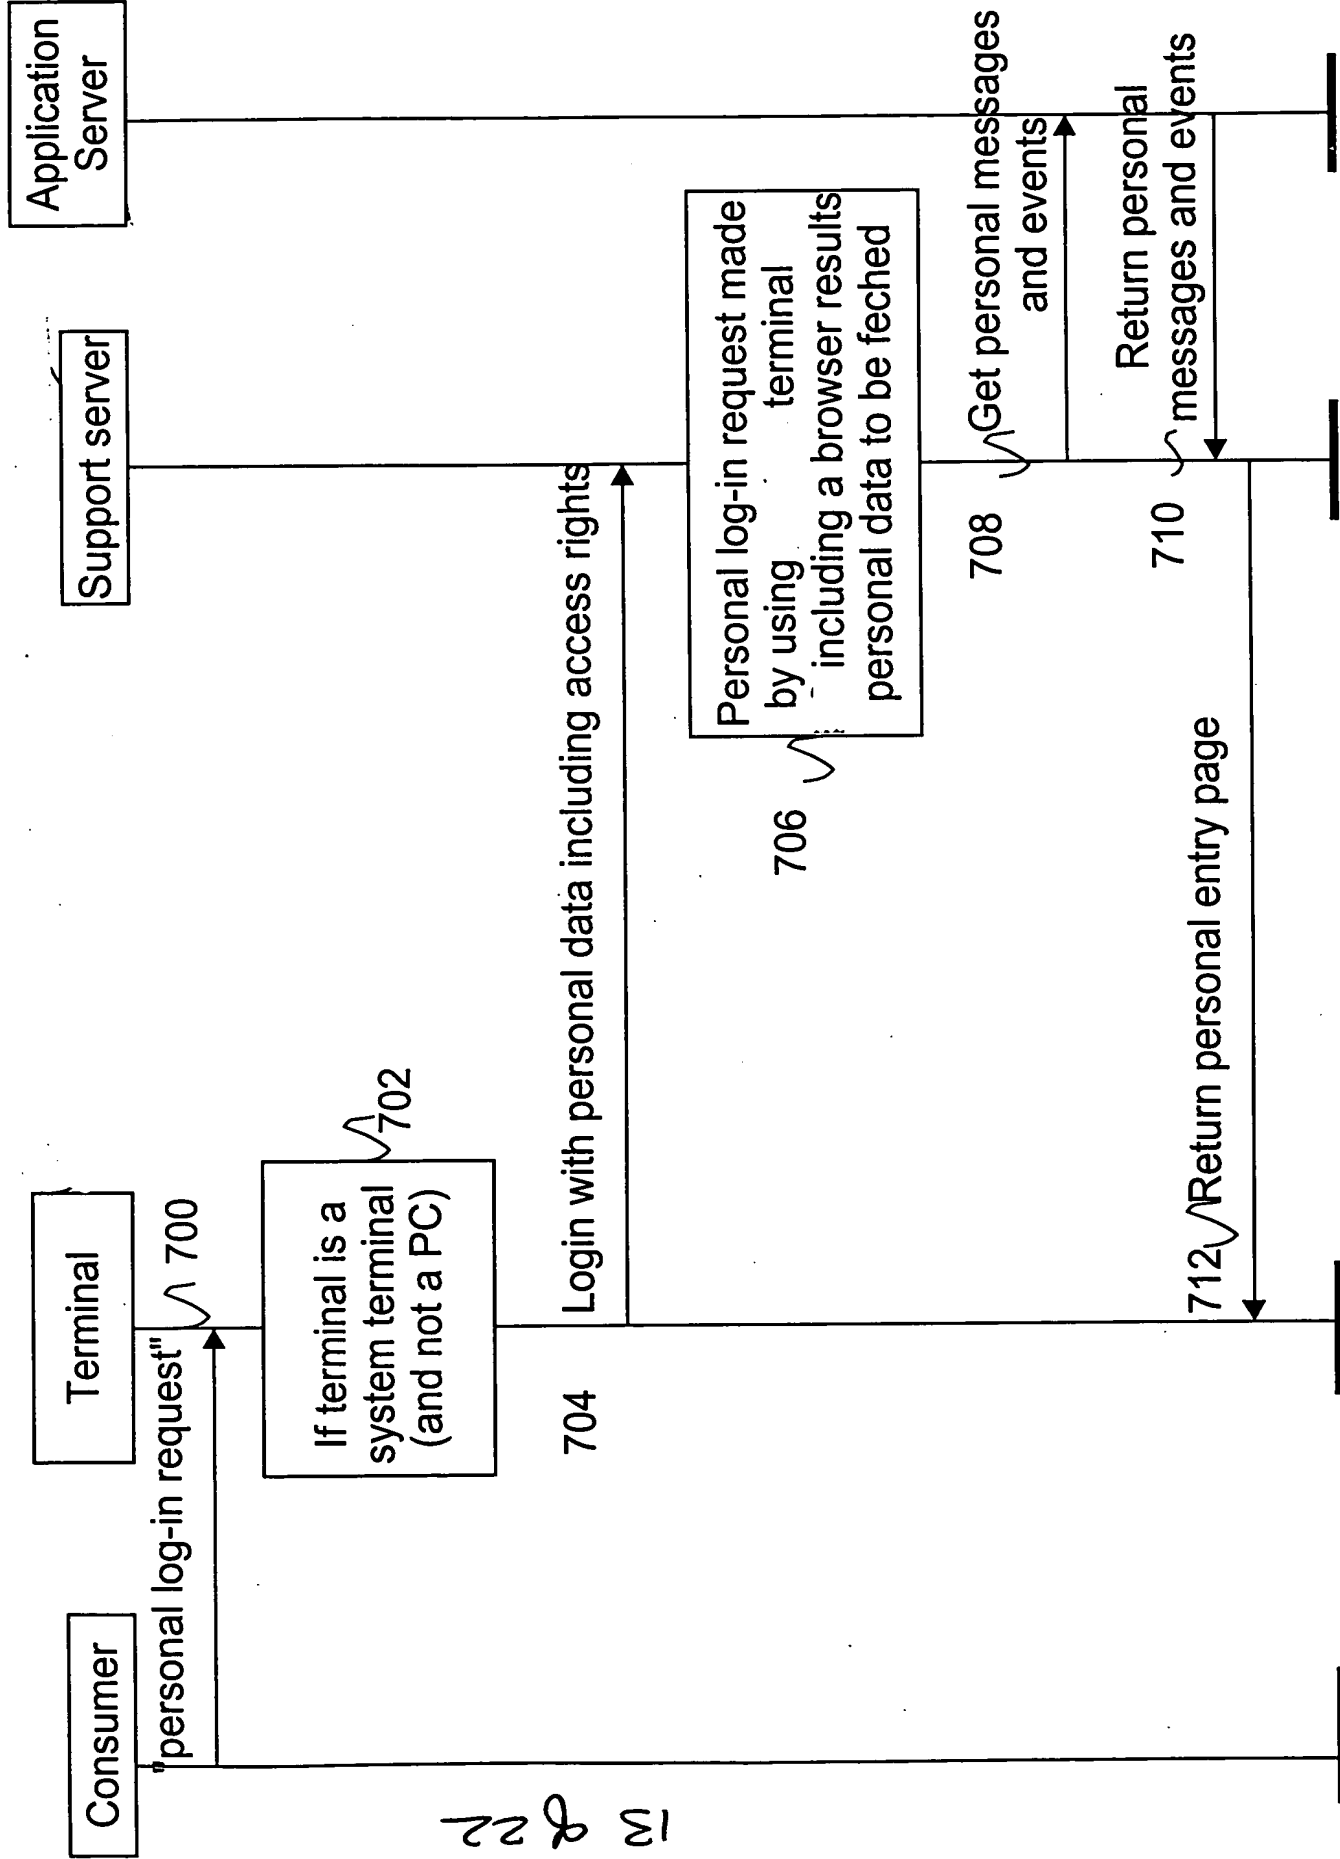 Consumer
Terminal
Support server
Application
Server
"personal log-in request"
700
If terminal is a
system terminal
(and not a PC)
702
704
Login with personal data including access rights
Personal log-in request made
by using terminal
including a browser results
personal data to be feched
706
708
Get personal messages
and events
710
Return personal
messages and events
712
Return personal entry page
13 of 22